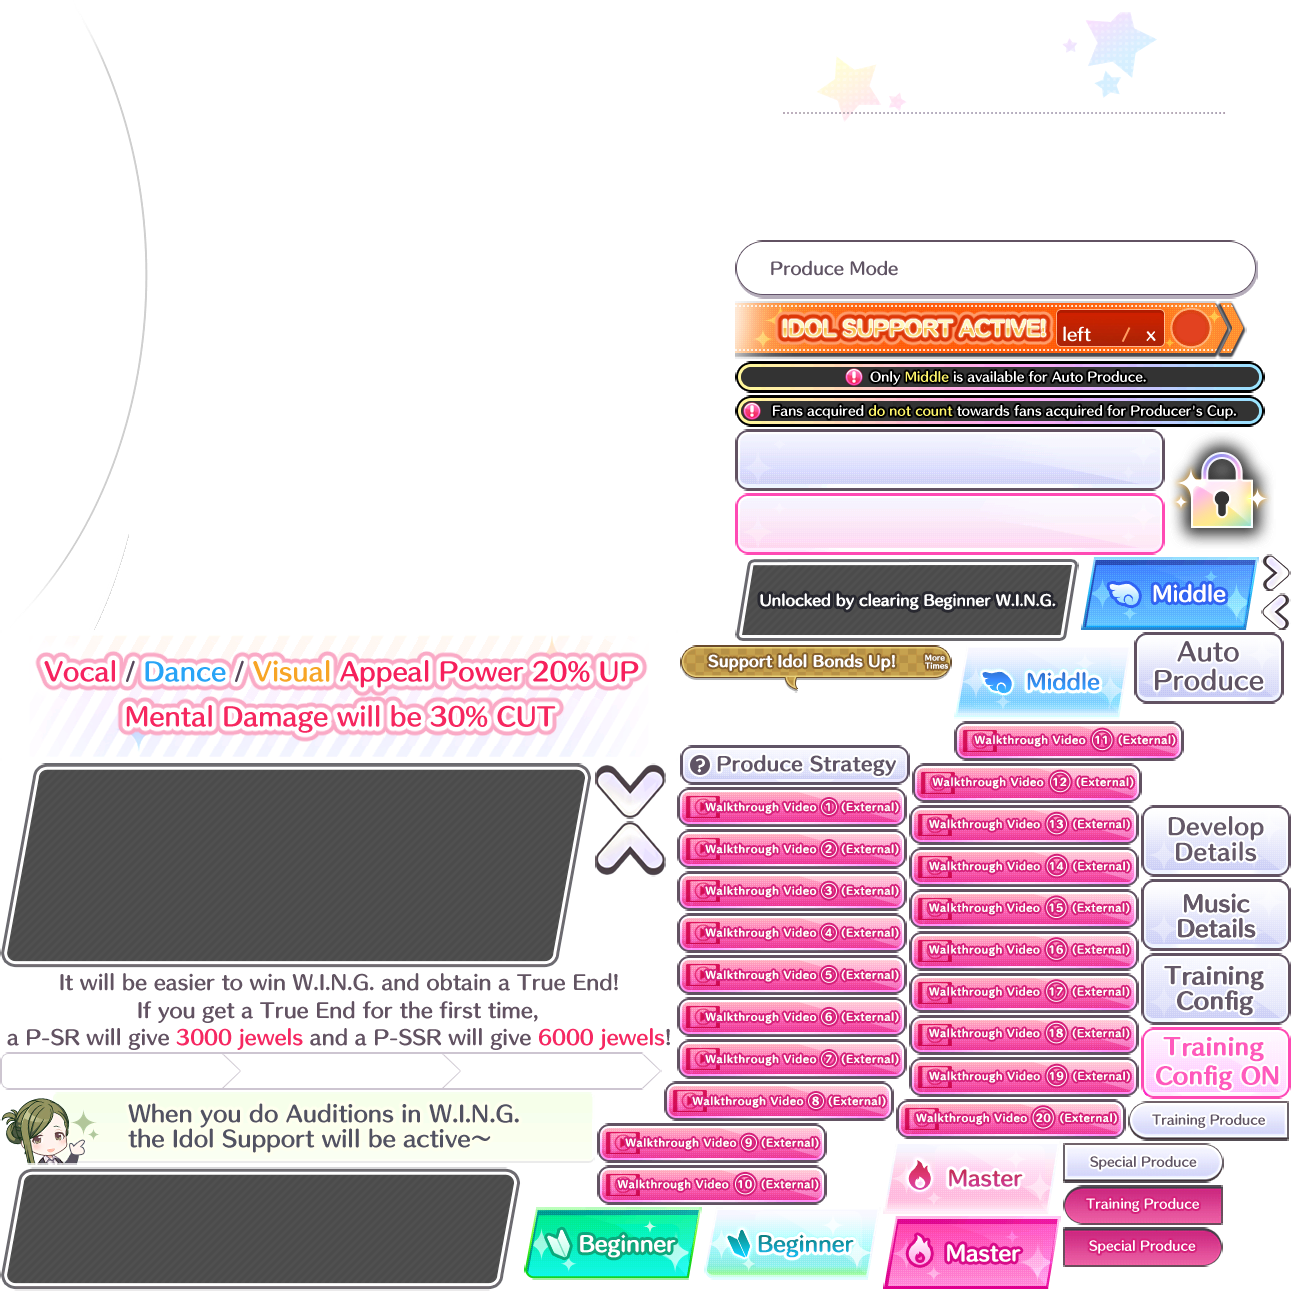 Produce Mode
IDOL SUPPORT ACTIVE! left / x
Only Middle is available for Auto Produce.
Fans acquired do not count towards fans acquired for Producer's Cup.
Unlocked by clearing Beginner W.I.N.G.
Middle
Support Idol Bonds Up! More Times
Middle
Auto
Produce
Vocal / Dance / Visual Appeal Power 20% UP
Mental Damage will be 30% CUT
? Produce Strategy
Walkthrough Video 1 (External)
Walkthrough Video 2 (External)
Walkthrough Video 3 (External)
Walkthrough Video 4 (External)
Walkthrough Video 5 (External)
Walkthrough Video 6 (External)
Walkthrough Video 7 (External)
Walkthrough Video 8 (External)
Walkthrough Video 9 (External)
Walkthrough Video 10 (External)
Walkthrough Video 11 (External)
Walkthrough Video 12 (External)
Walkthrough Video 13 (External)
Walkthrough Video 14 (External)
Walkthrough Video 15 (External)
Walkthrough Video 16 (External)
Walkthrough Video 17 (External)
Walkthrough Video 18 (External)
Walkthrough Video 19 (External)
Walkthrough Video 20 (External)
Develop
Details
Music
Details
Training
Config
Training
Config ON
Training Produce
Special Produce
Training Produce
Special Produce
It will be easier to win W.I.N.G. and obtain a True End!
If you get a True End for the first time,
a P-SR will give 3000 jewels and a P-SSR will give 6000 jewels!
When you do Auditions in W.I.N.G.
the Idol Support will be active~
Master
Master
Beginner
Beginner